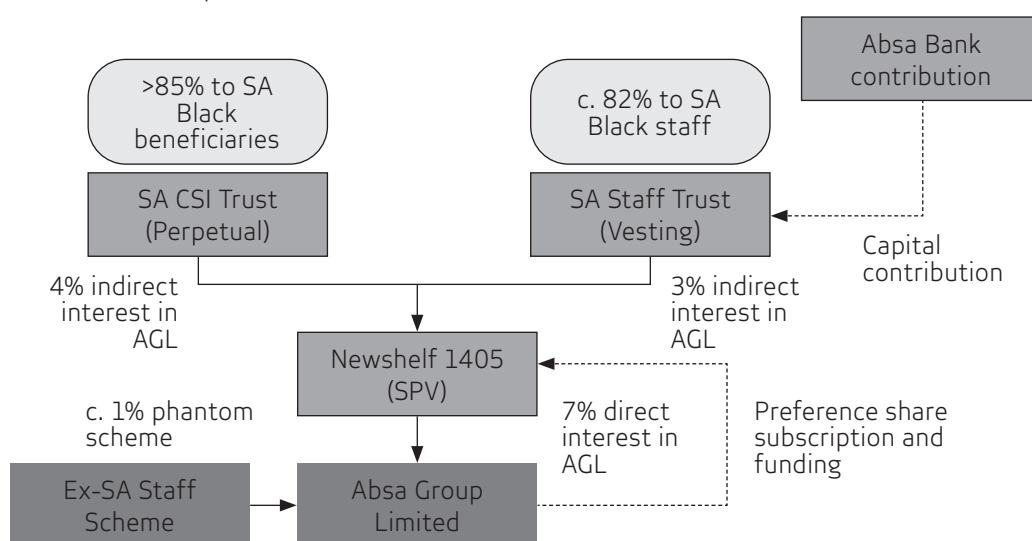 Absa Bank
contribution
>85% to SA
Black
beneficiaries
c. 82% to SA
Black staff
SA CSI Trust
(Perpetual)
SA Staff Trust
(Vesting)
Capital
contribution
4% indirect
interest in
AGL
3% indirect
interest in
AGL
Newshelf 1405
(SPV)
c. 1% phantom
scheme
7% direct
interest in
AGL
Preference share
subscription and
funding
Ex-SA Staff
Scheme
Absa Group
Limited